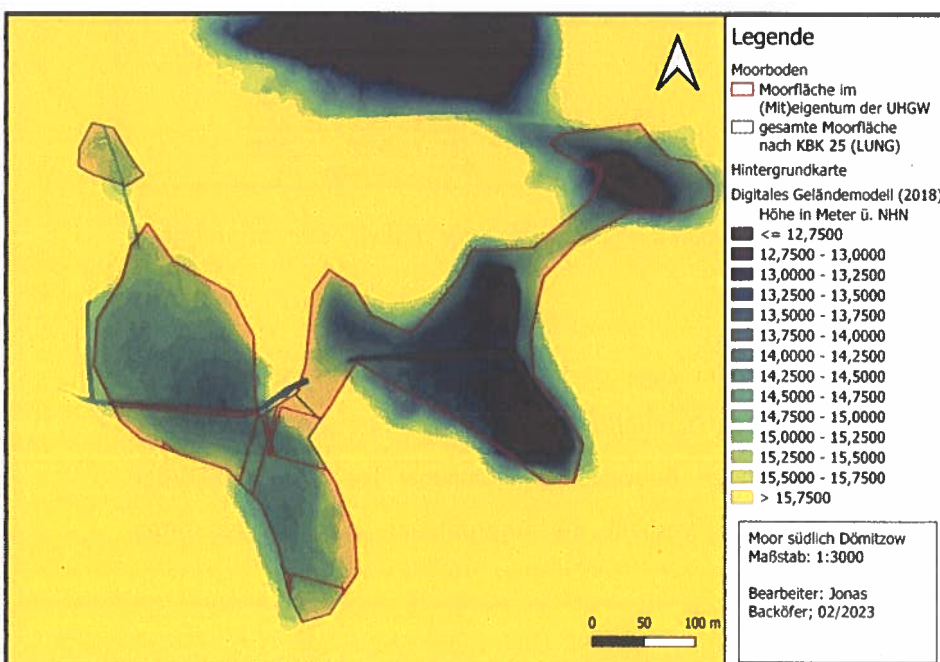 Legende
Moorboden
Moorfläche im
(Mit)eigentum der UHGW
gesamte Moorfläche
nach KBK 25 (LUNG)
Hintergrundkarte
Digitales Geländemodell (2018)
Höhe in Meter ü. NHN
<= 12,7500
12,7500 - 13,0000
13,0000 - 13,2500
13,2500 - 13,5000
13,5000 - 13,7500
13,7500 - 14,0000
14,0000 - 14,2500
14,2500 - 14,5000
14,5000 - 14,7500
14,7500 - 15,0000
15,0000 - 15,2500
15,2500 - 15,5000
15,5000 - 15,7500
> 15,7500
Moor südlich Dömitzow
Maßstab: 1:3000
Bearbeiter: Jonas
Backöfer; 02/2023
0 50 100 m